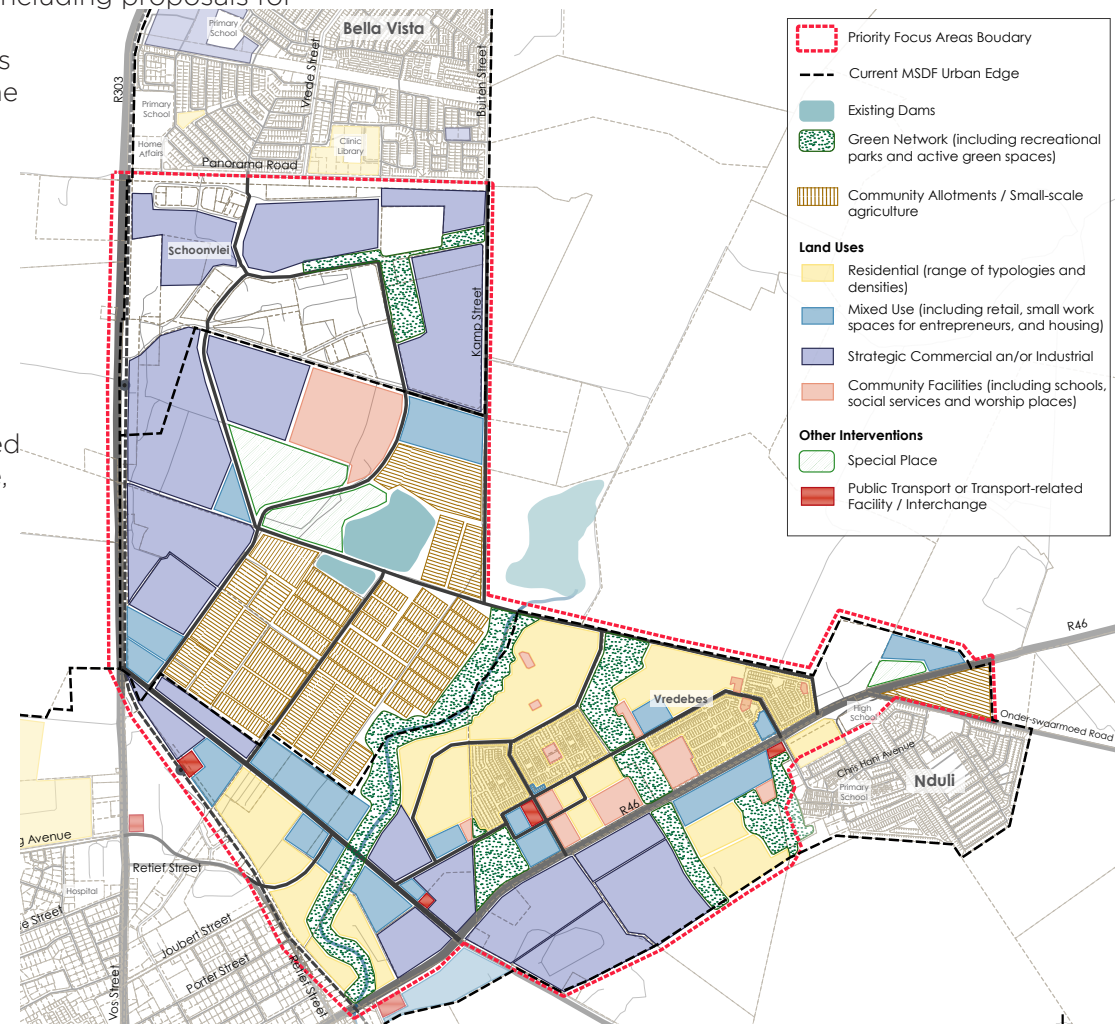 including proposals for
s
ne
ed
e,
Primary
School
Bella Vista
R303
Vrede Street
Buiten Street
Primary
School
Home
Affairs
Clinic
Library
Panorama Road
Schoonvlei
Kamp Street
Vredebes
R46
High
School
Onder-swaarmoed Road
Chris Hani Avenue
Primary
School
Nduli
R46
g Avenue
Retief Street
Hospital
e Street
Joubert Street
Porter Street
Vos Street
Retief Street
Priority Focus Areas Boudary
Current MSDF Urban Edge
Existing Dams
Green Network (including recreational
parks and active green spaces)
Community Allotments / Small-scale
agriculture
Land Uses
Residential (range of typologies and
densities)
Mixed Use (including retail, small work
spaces for entrepreneurs, and housing)
Strategic Commercial an/or Industrial
Community Facilities (including schools,
social services and worship places)
Other Interventions
Special Place
Public Transport or Transport-related
Facility / Interchange